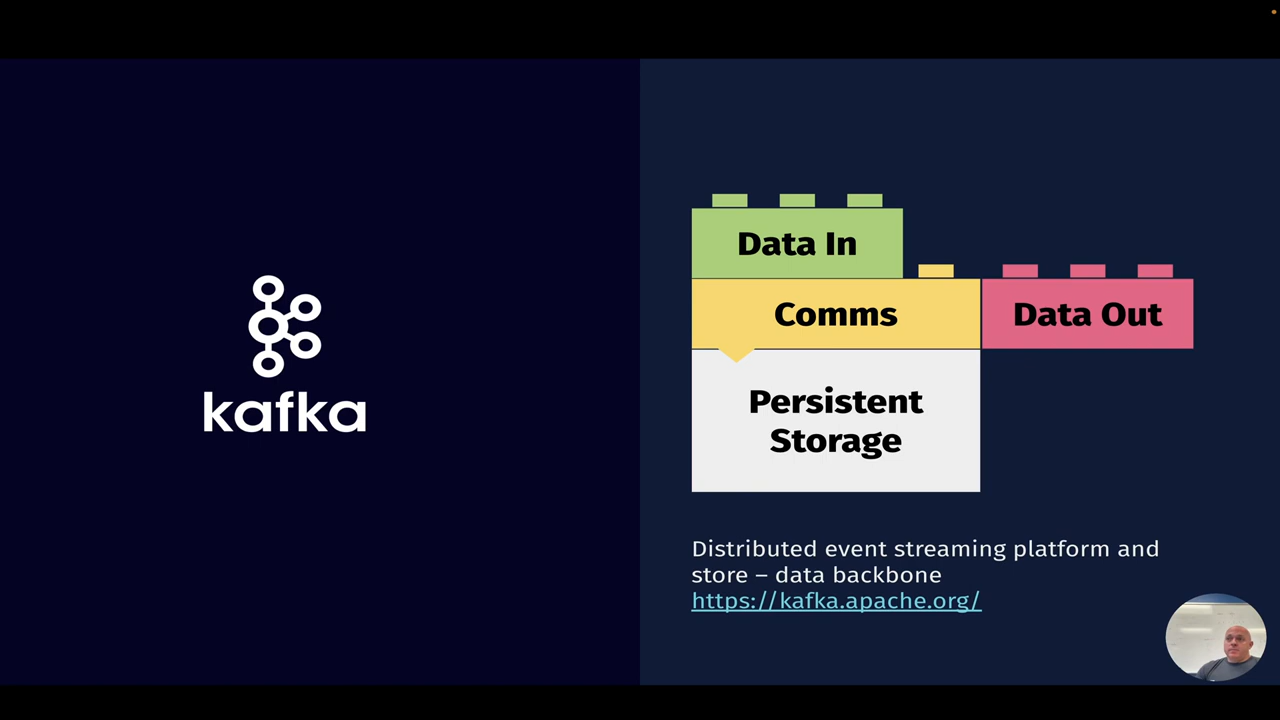 kafka
Data In
Comms
Data Out
Persistent
Storage
Distributed event streaming platform and
store – data backbone
https://kafka.apache.org/